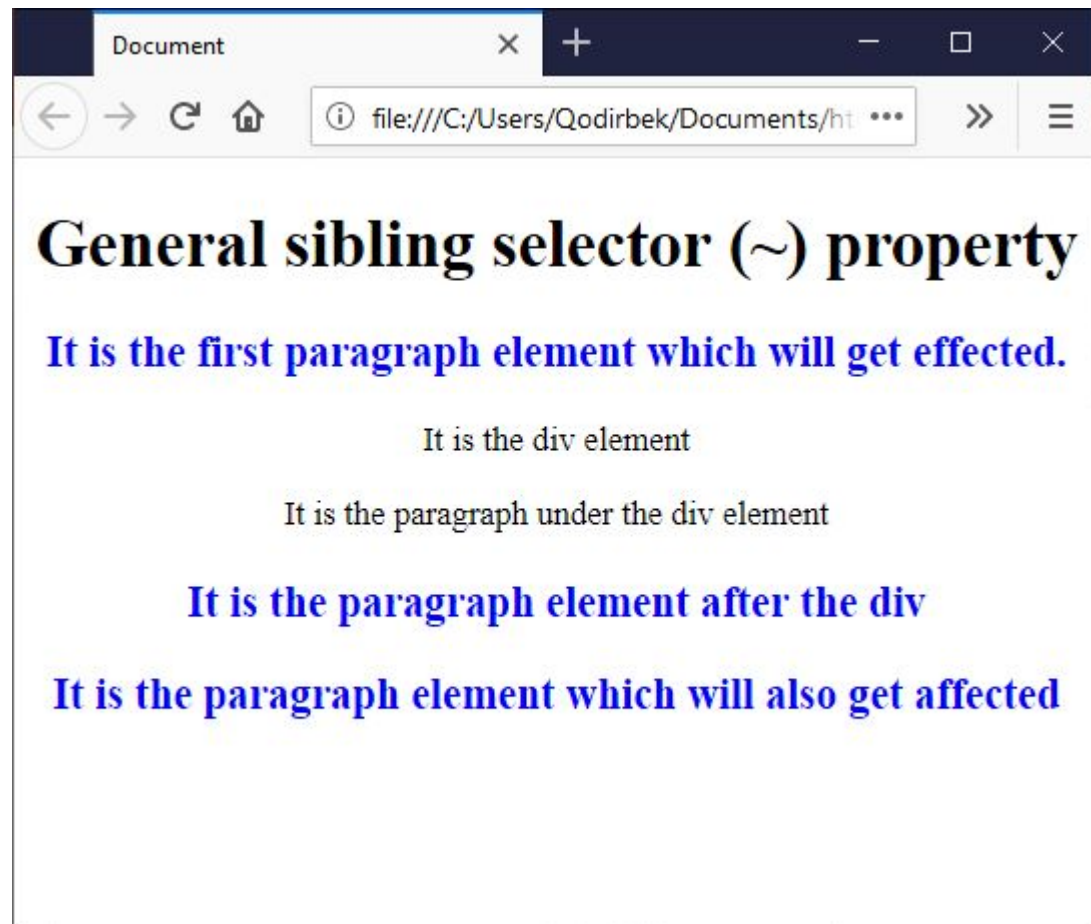 Document
file:///C:/Users/Qodirbek/Documents/ht
General sibling selector (~) property
It is the first paragraph element which will get effected.
It is the div element
It is the paragraph under the div element
It is the paragraph element after the div
It is the paragraph element which will also get affected